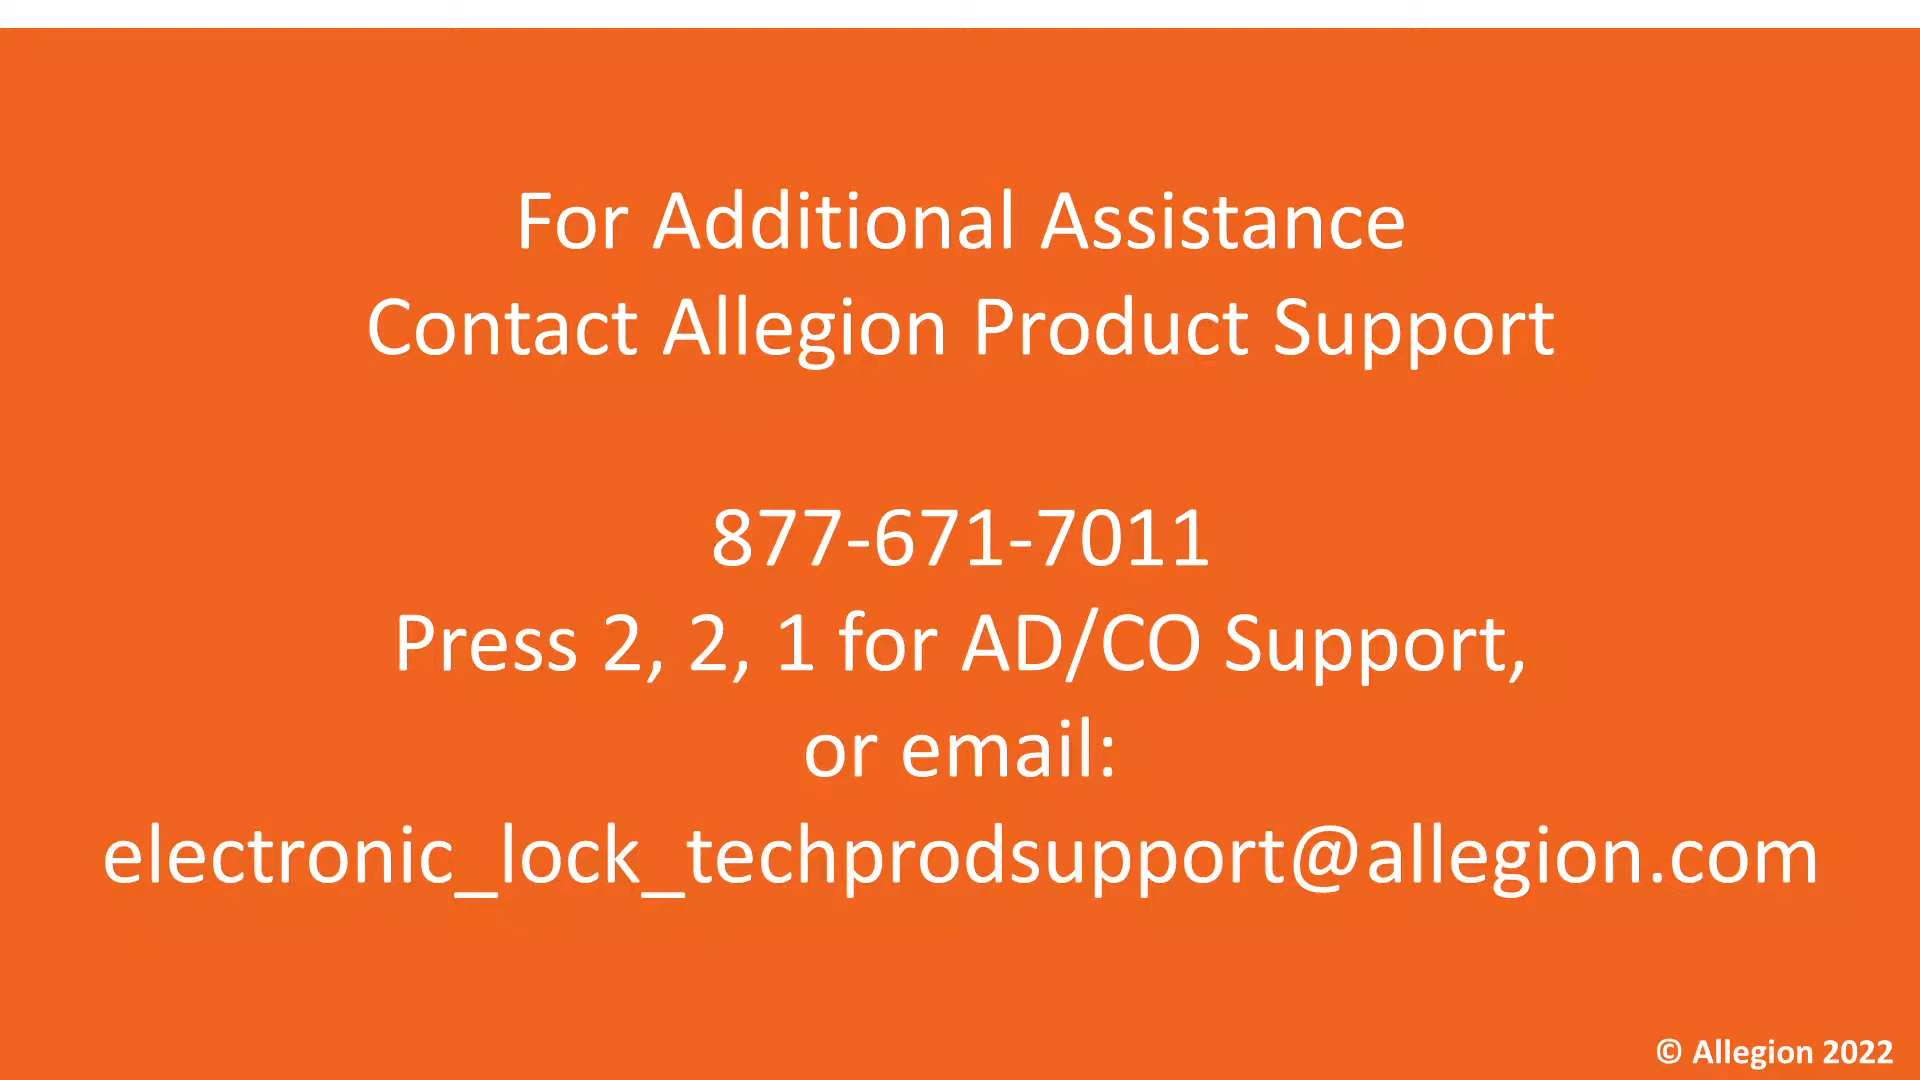 For Additional Assistance
Contact Allegion Product Support
877-671-7011
Press 2, 2, 1 for AD/CO Support,
or email:
electronic_lock_techprodsupport@allegion.com
© Allegion 2022